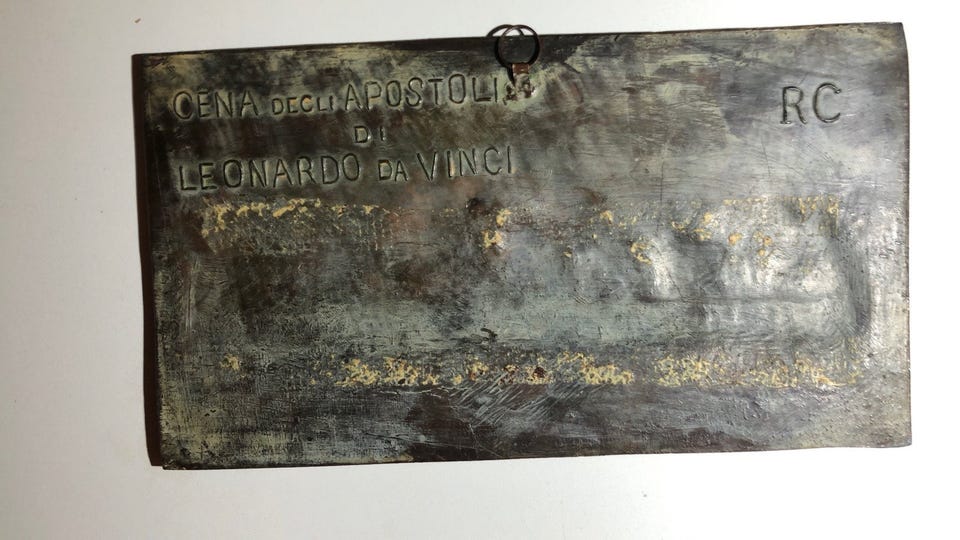 CENA DEGLI APOSTOLI
DI
LEONARDO DA VINCI
RC